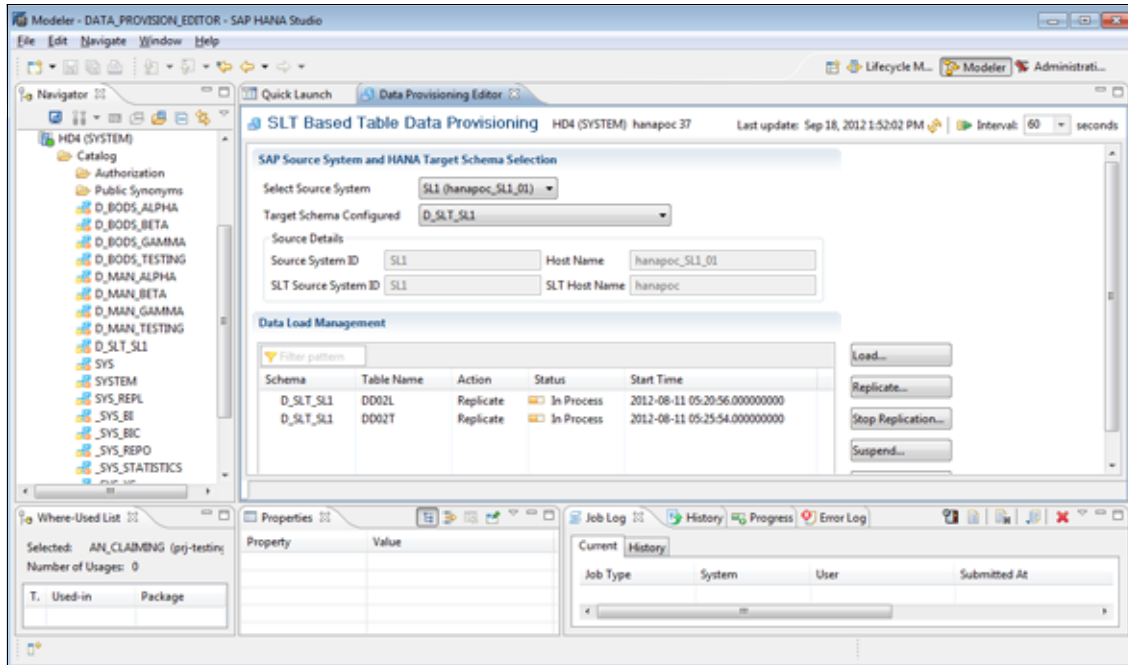 Modeler - DATA_PROVISION_EDITOR - SAP HANA Studio
File Edit Navigate Window Help
Lifecycle M... Modeler Administrati...
Navigator
HD4 (SYSTEM)
Catalog
Authorization
Public Synonyms
D_BODS_ALPHA
D_BODS_BETA
D_BODS_GAMMA
D_BODS_TESTING
D_MAN_ALPHA
D_MAN_BETA
D_MAN_GAMMA
D_MAN_TESTING
D_SLT_SL1
SYS
SYSTEM
SYS_REPL
_SYS_BI
_SYS_BIC
_SYS_REPO
_SYS_STATISTICS
Quick Launch Data Provisioning Editor
SLT Based Table Data Provisioning HD4 (SYSTEM) hanapoc 37 Last update: Sep 18, 2012 1:52:02 PM Interval: 60 seconds
SAP Source System and HANA Target Schema Selection
Select Source System SL1 (hanapoc_SL1_01)
Target Schema Configured D_SLT_SL1
Source Details
Source System ID SL1 Host Name hanapoc_SL1_01
SLT Source System ID SL1 SLT Host Name hanapoc
Data Load Management
Filter pattern
Schema Table Name Action Status Start Time
D_SLT_SL1 DD02L Replicate In Process 2012-08-11 05:20:56.000000000
D_SLT_SL1 DD02T Replicate In Process 2012-08-11 05:25:54.000000000
Load...
Replicate...
Stop Replication...
Suspend...
Where-Used List
Selected: AN_CLAIMING (prj-testing
Number of Usages: 0
T. Used-in Package
Properties
Property Value
Job Log History Progress Error Log
Current History
Job Type System User Submitted At